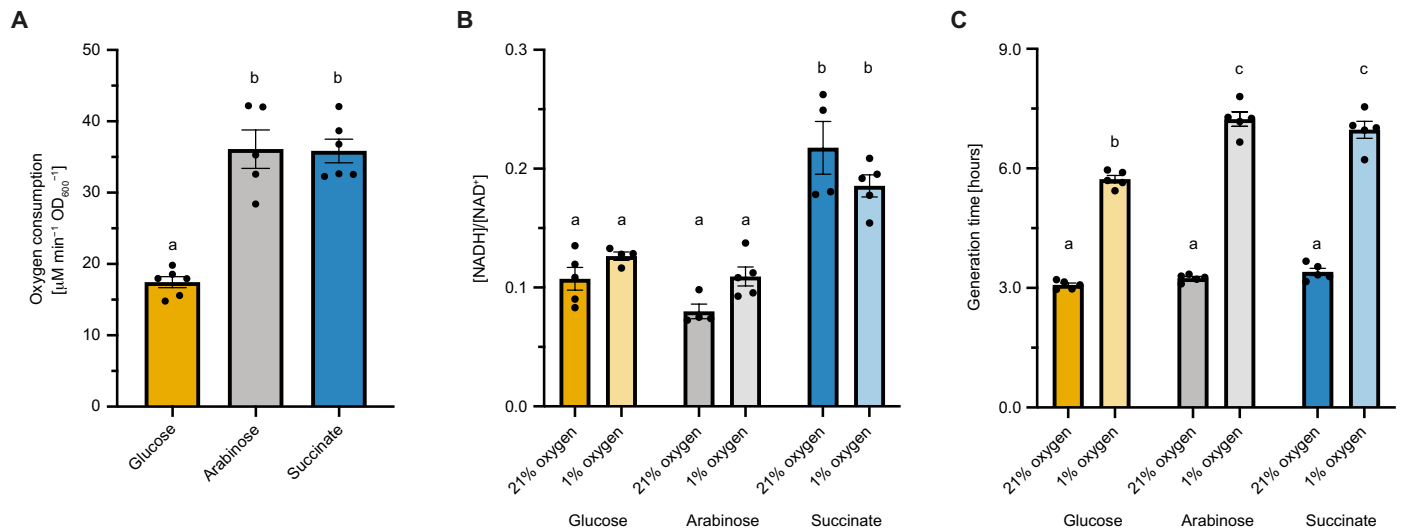 A
Oxygen consumption
[µM min⁻¹ OD₆₀₀⁻¹]
50
40
30
20
10
0
a
b
b
Glucose
Arabinose
Succinate
B
[NADH]/[NAD⁺]
0.3
0.2
0.1
0.0
a
a
a
a
b
b
21% oxygen
1% oxygen
21% oxygen
1% oxygen
21% oxygen
1% oxygen
Glucose
Arabinose
Succinate
C
Generation time [hours]
9.0
6.0
3.0
0.0
a
b
a
c
a
c
21% oxygen
1% oxygen
21% oxygen
1% oxygen
21% oxygen
1% oxygen
Glucose
Arabinose
Succinate